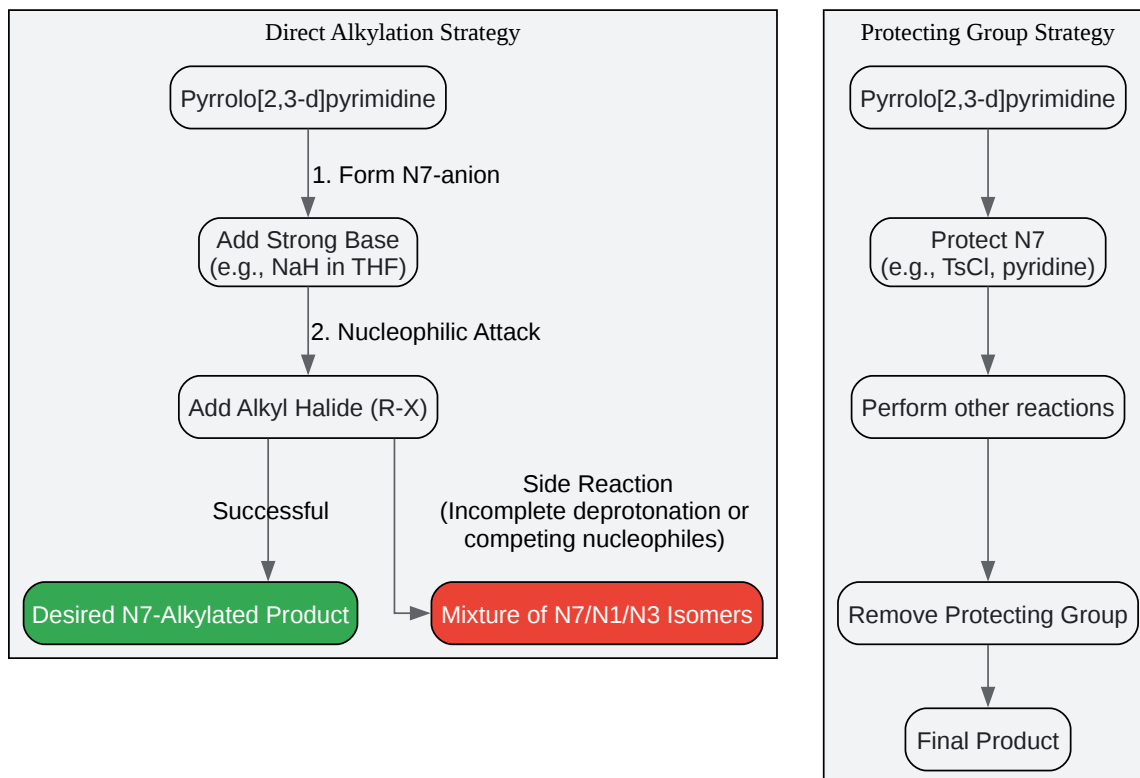 Direct Alkylation Strategy
Pyrrolo[2,3-d]pyrimidine
1. Form N7-anion
Add Strong Base
(e.g., NaH in THF)
2. Nucleophilic Attack
Add Alkyl Halide (R-X)
Successful
Side Reaction
(Incomplete deprotonation or
competing nucleophiles)
Desired N7-Alkylated Product
Mixture of N7/N1/N3 Isomers
Protecting Group Strategy
Pyrrolo[2,3-d]pyrimidine
Protect N7
(e.g., TsCl, pyridine)
Perform other reactions
Remove Protecting Group
Final Product